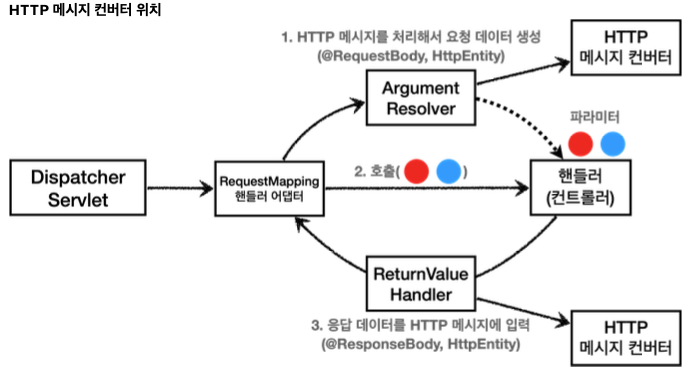 HTTP 메시지 컨버터 위치
1. HTTP 메시지를 처리해서 요청 데이터 생성
(@RequestBody, HttpEntity)
HTTP
메시지 컨버터
Argument
Resolver
파라미터
Dispatcher
Servlet
RequestMapping
핸들러 어댑터
2. 호출( )
핸들러
(컨트롤러)
ReturnValue
Handler
3. 응답 데이터를 HTTP 메시지에 입력
(@ResponseBody, HttpEntity)
HTTP
메시지 컨버터